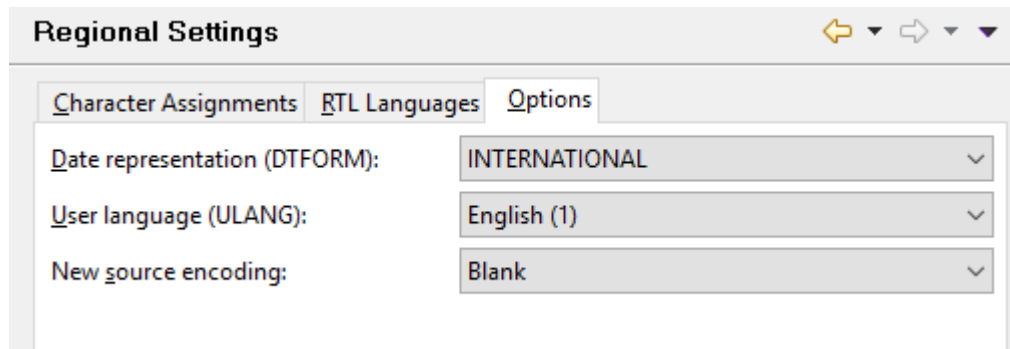 Regional Settings
Character Assignments RTL Languages Options
Date representation (DTFORM): INTERNATIONAL
User language (ULANG): English (1)
New source encoding: Blank